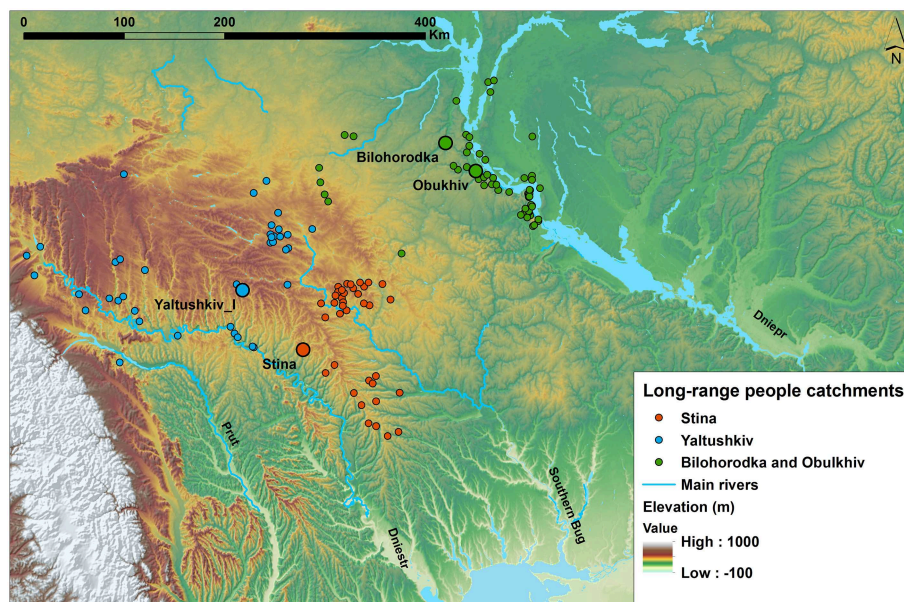 0 100 200 400
Km
N
Bilohorodka
Obukhiv
Yaltushkiv_I
Stina
Dniepr
Prut
Dniestr
Southern Bug
Long-range people catchments
Stina
Yaltushkiv
Bilohorodka and Obulkhiv
Main rivers
Elevation (m)
Value
High : 1000
Low : -100